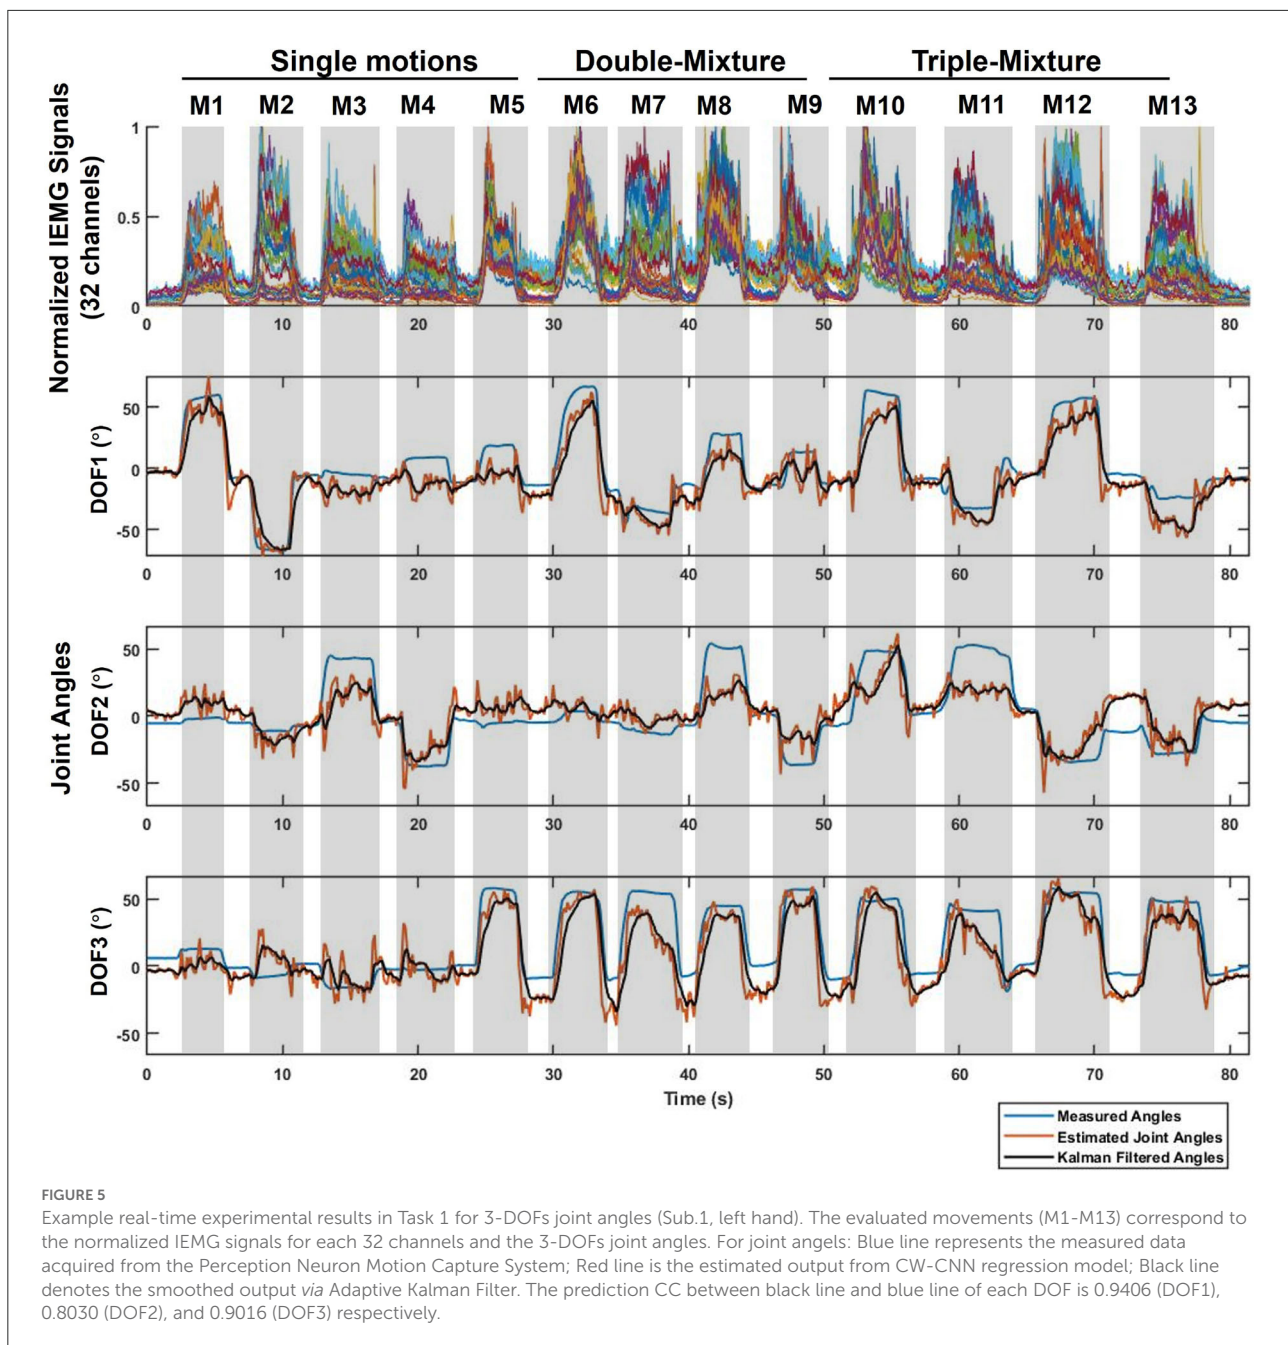 Single motions Double-Mixture Triple-Mixture
M1 M2 M3 M4 M5 M6 M7 M8 M9 M10 M11 M12 M13
Normalized IEMG Signals
(32 channels)
1
0.5
0
0 10 20 30 40 50 60 70 80
Joint Angles
DOF1 (°)
50
0
-50
0 10 20 30 40 50 60 70 80
DOF2 (°)
50
0
-50
0 10 20 30 40 50 60 70 80
DOF3 (°)
50
0
-50
0 10 20 30 40 50 60 70 80
Time (s)
Measured Angles
Estimated Joint Angles
Kalman Filtered Angles
FIGURE 5
Example real-time experimental results in Task 1 for 3-DOFs joint angles (Sub.1, left hand). The evaluated movements (M1-M13) correspond to
the normalized IEMG signals for each 32 channels and the 3-DOFs joint angles. For joint angels: Blue line represents the measured data
acquired from the Perception Neuron Motion Capture System; Red line is the estimated output from CW-CNN regression model; Black line
denotes the smoothed output via Adaptive Kalman Filter. The prediction CC between black line and blue line of each DOF is 0.9406 (DOF1),
0.8030 (DOF2), and 0.9016 (DOF3) respectively.